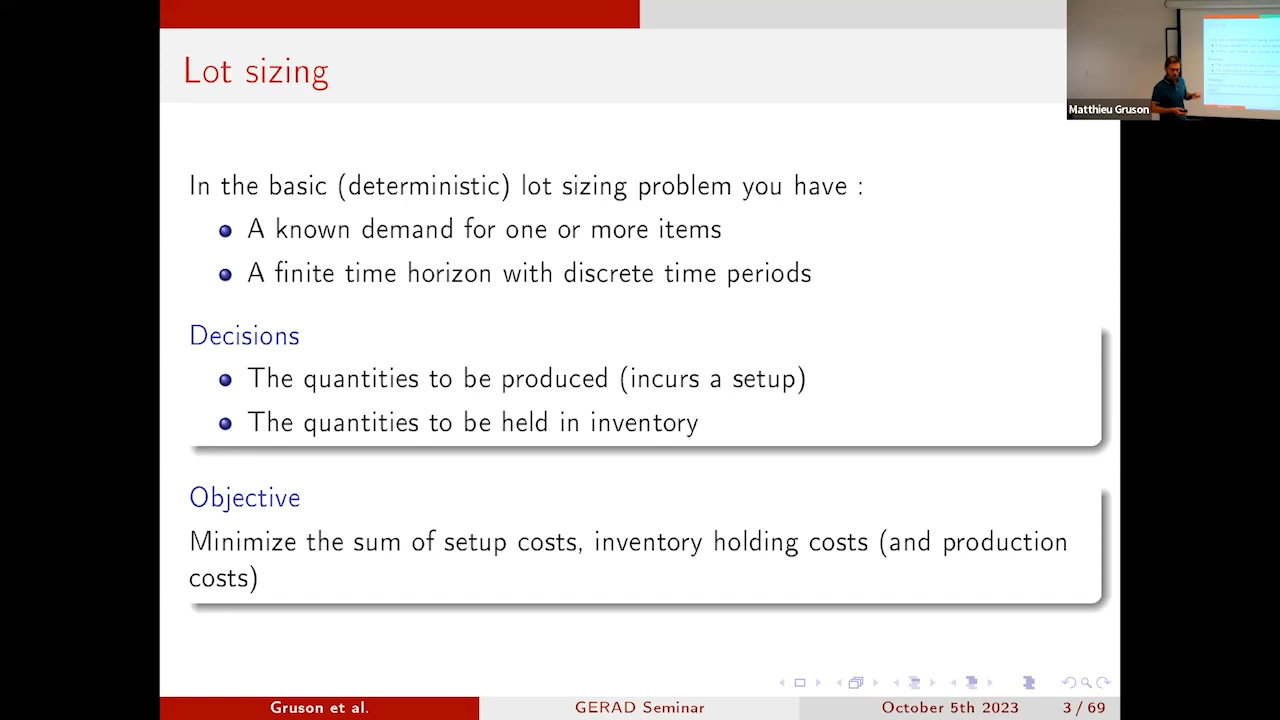 Lot sizing
Matthieu Gruson
In the basic (deterministic) lot sizing problem you have :
A known demand for one or more items
A finite time horizon with discrete time periods
Decisions
The quantities to be produced (incurs a setup)
The quantities to be held in inventory
Objective
Minimize the sum of setup costs, inventory holding costs (and production
costs)
Gruson et al.
GERAD Seminar
October 5th 2023
3 / 69